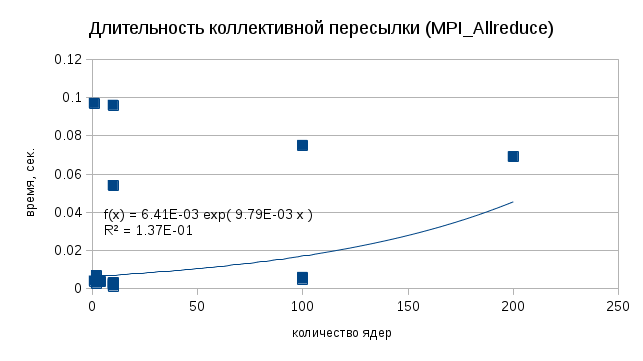 Длительность коллективной пересылки (MPI_Allreduce)
0.12
0.1
0.08
0.06
0.04
0.02
0
f(x) = 6.41E-03 exp( 9.79E-03 x )
R² = 1.37E-01
время, сек.
0 50 100 150 200 250
количество ядер